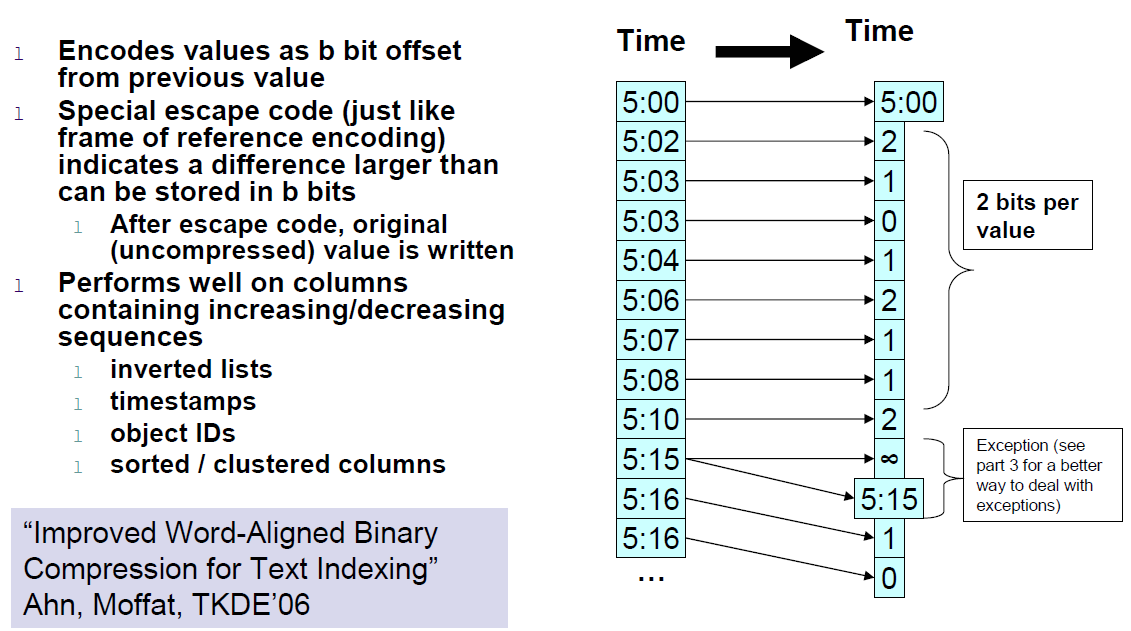 l Encodes values as b bit offset
from previous value
l Special escape code (just like
frame of reference encoding)
indicates a difference larger than
can be stored in b bits
l After escape code, original
(uncompressed) value is written
l Performs well on columns
containing increasing/decreasing
sequences
l inverted lists
l timestamps
l object IDs
l sorted / clustered columns
“Improved Word-Aligned Binary
Compression for Text Indexing”
Ahn, Moffat, TKDE’06
Time
5:00
5:02
5:03
5:03
5:04
5:06
5:07
5:08
5:10
5:15
5:16
5:16
...
Time
5:00
2
1
0
1
2
1
1
2
∞
5:15
1
0
2 bits per
value
Exception (see
part 3 for a better
way to deal with
exceptions)